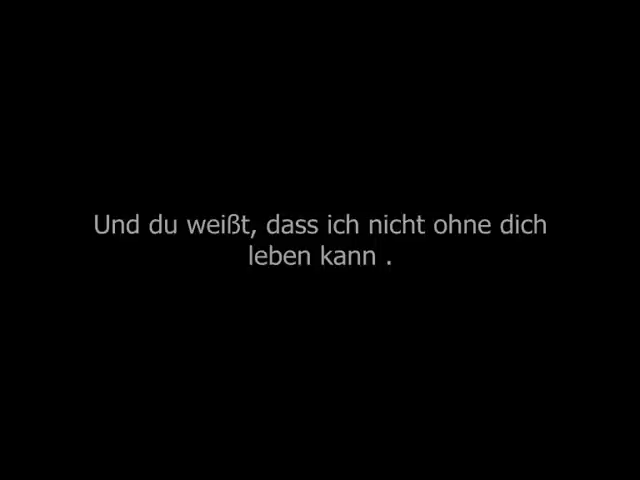 Und du weißt, dass ich nicht ohne dich
leben kann .